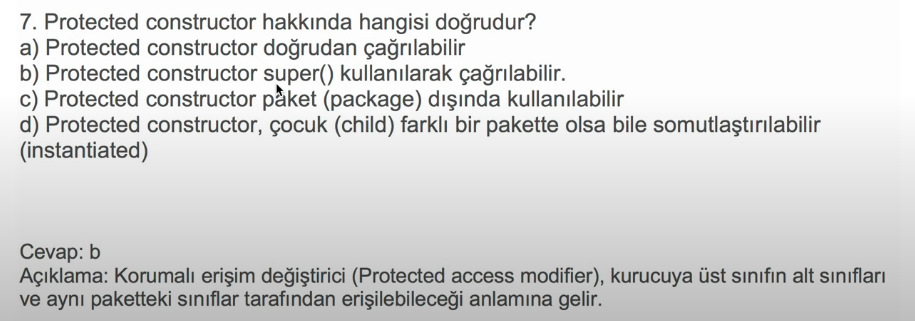 7. Protected constructor hakkında hangisi doğrudur?
a) Protected constructor doğrudan çağrılabilir
b) Protected constructor super() kullanılarak çağrılabilir.
c) Protected constructor paket (package) dışında kullanılabilir
d) Protected constructor, çocuk (child) farklı bir pakette olsa bile somutlaştırılabilir
(instantiated)
Cevap: b
Açıklama: Korumalı erişim değiştirici (Protected access modifier), kurucuya üst sınıfın alt sınıfları
ve aynı paketteki sınıflar tarafından erişilebileceği anlamına gelir.